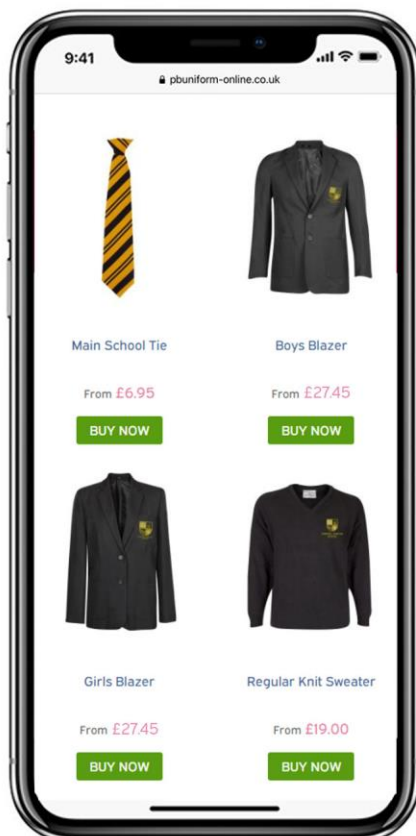 9:41
pbuniform-online.co.uk
Main School Tie
Boys Blazer
From £6.95
From £27.45
BUY NOW
BUY NOW
Girls Blazer
Regular Knit Sweater
From £27.45
From £19.00
BUY NOW
BUY NOW